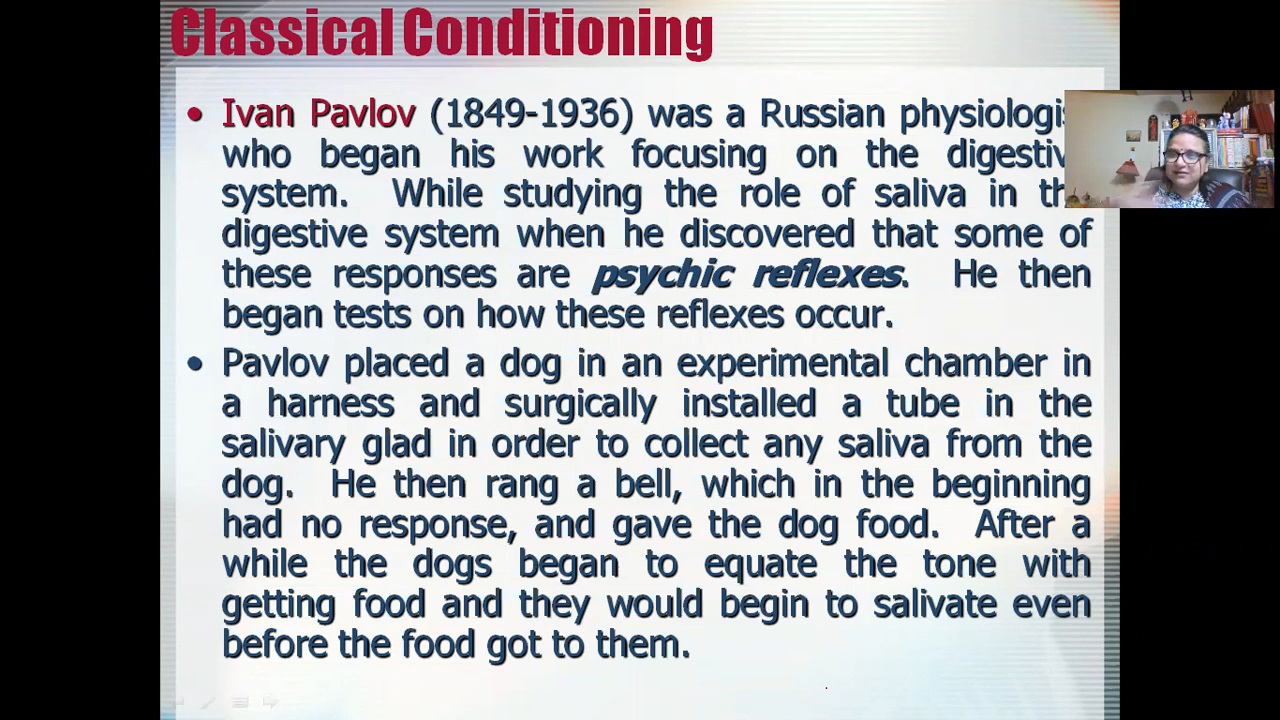 Classical Conditioning
• Ivan Pavlov (1849-1936) was a Russian physiologi
who began his work focusing on the digestiv
system. While studying the role of saliva in th
digestive system when he discovered that some of
these responses are psychic reflexes. He then
began tests on how these reflexes occur.
• Pavlov placed a dog in an experimental chamber in
a harness and surgically installed a tube in the
salivary glad in order to collect any saliva from the
dog. He then rang a bell, which in the beginning
had no response, and gave the dog food. After a
while the dogs began to equate the tone with
getting food and they would begin to salivate even
before the food got to them.